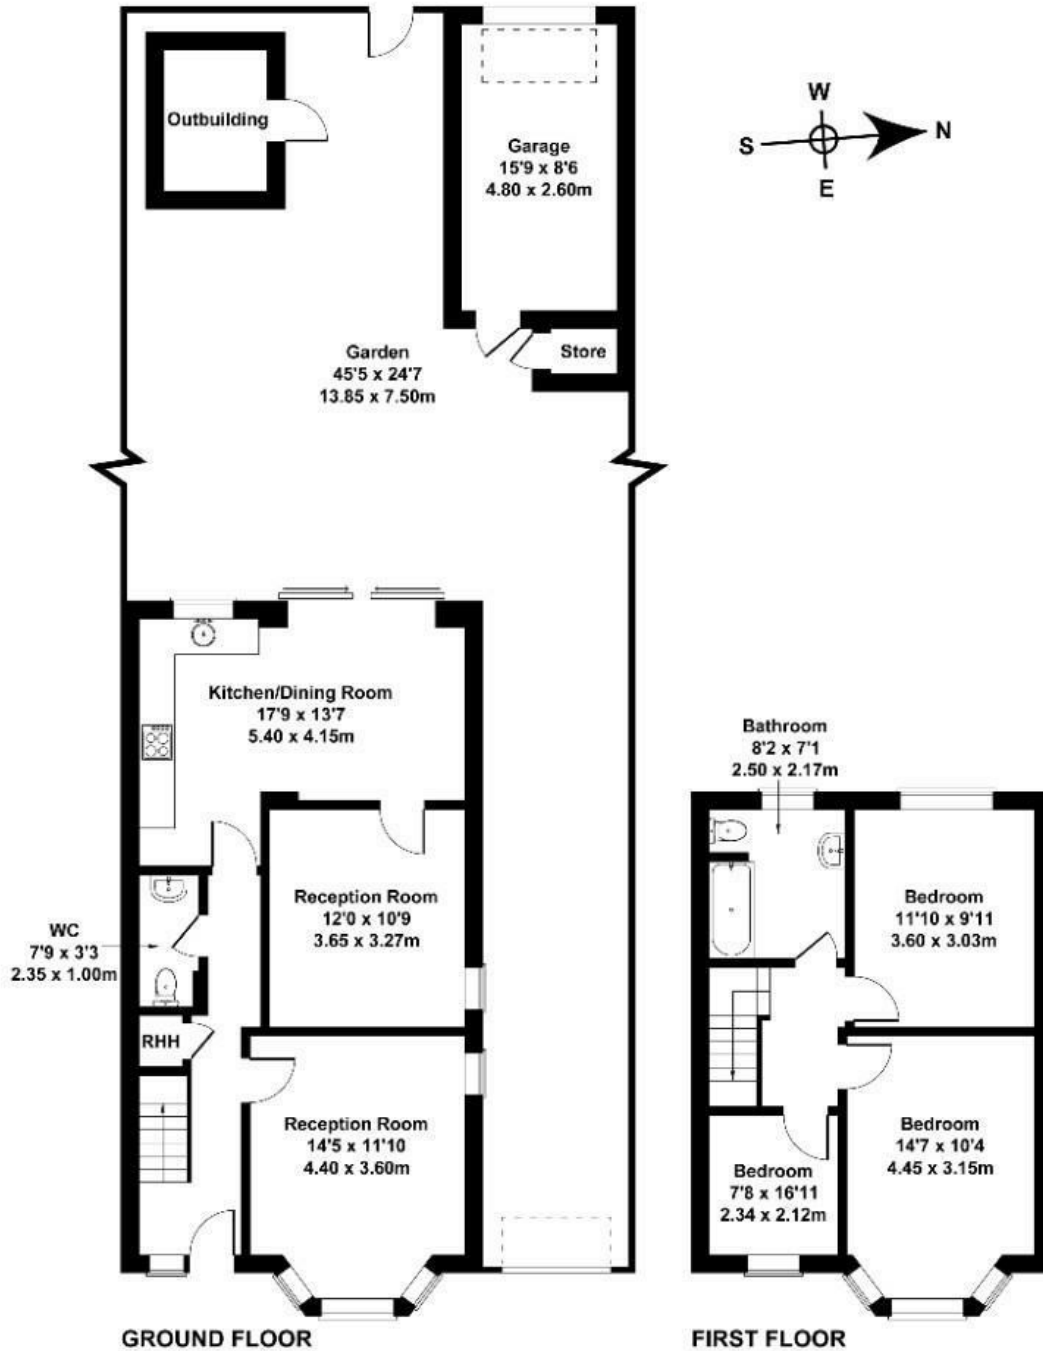 Outbuilding
Garage
15'9 x 8'6
4.80 x 2.60m
W
S
N
E
Garden
45'5 x 24'7
13.85 x 7.50m
Store
Kitchen/Dining Room
17'9 x 13'7
5.40 x 4.15m
Bathroom
8'2 x 7'1
2.50 x 2.17m
WC
7'9 x 3'3
2.35 x 1.00m
Reception Room
12'0 x 10'9
3.65 x 3.27m
Bedroom
11'10 x 9'11
3.60 x 3.03m
RHH
Reception Room
14'5 x 11'10
4.40 x 3.60m
Bedroom
14'7 x 10'4
4.45 x 3.15m
Bedroom
7'8 x 16'11
2.34 x 2.12m
GROUND FLOOR
FIRST FLOOR